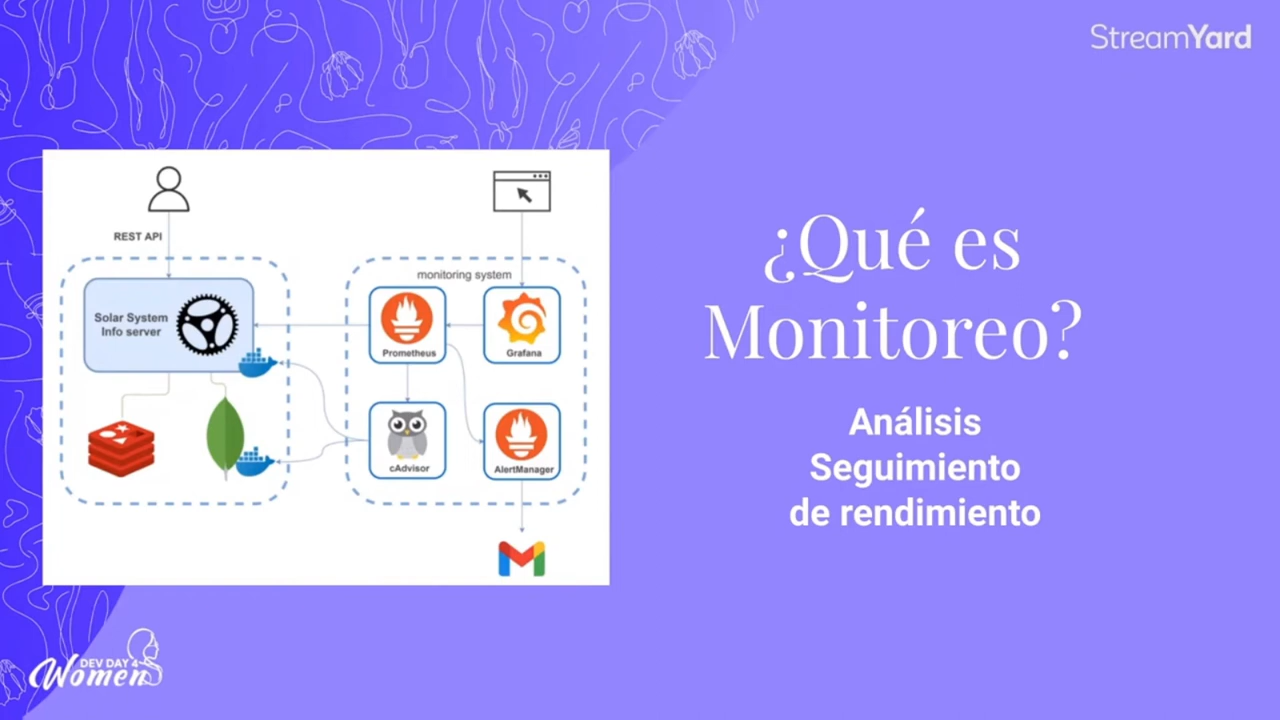 StreamYard
REST API
monitoring system
Solar System
Info server
Prometheus
Grafana
cAdvisor
AlertManager
¿Qué es
Monitoreo?
Análisis
Seguimiento
de rendimiento
DEV DAY 4
Women